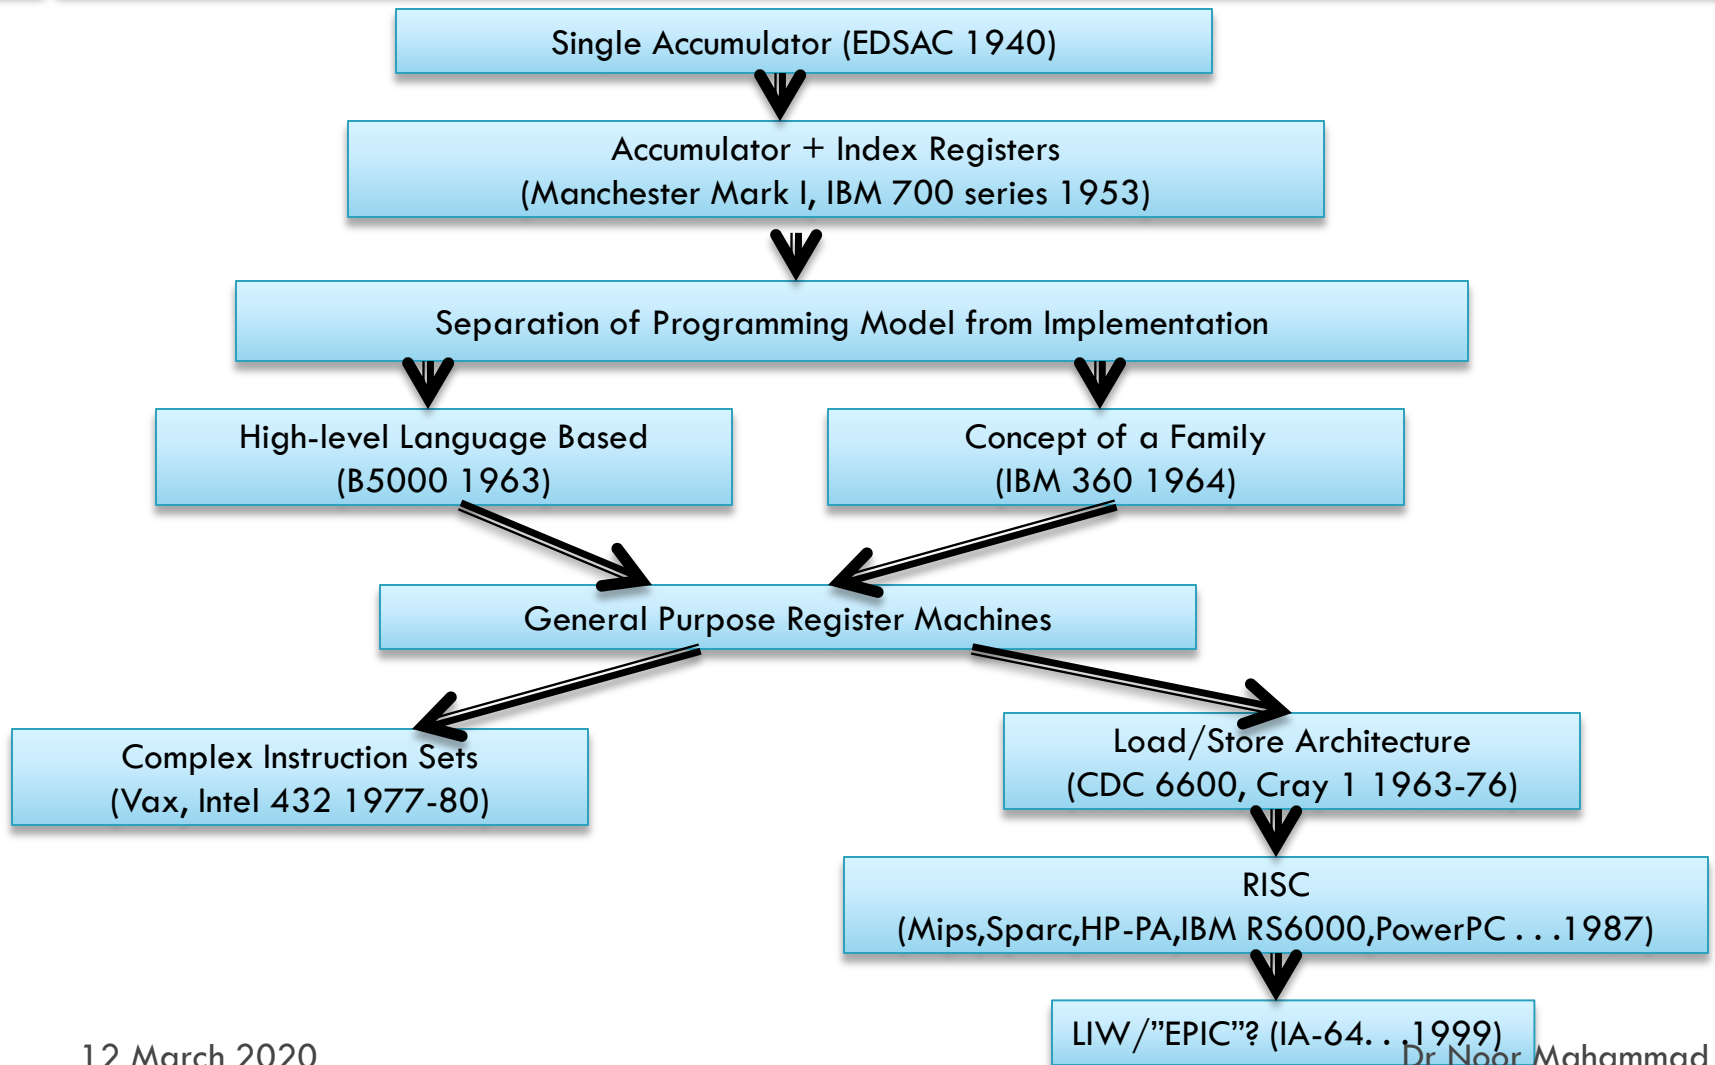 Single Accumulator (EDSAC 1940)
Accumulator + Index Registers
(Manchester Mark I, IBM 700 series 1953)
Separation of Programming Model from Implementation
High-level Language Based
(B5000 1963)
Concept of a Family
(IBM 360 1964)
General Purpose Register Machines
Complex Instruction Sets
(Vax, Intel 432 1977-80)
Load/Store Architecture
(CDC 6600, Cray 1 1963-76)
RISC
(Mips,Sparc,HP-PA,IBM RS6000,PowerPC . . .1987)
LIW/”EPIC”? (IA-64. . .1999)
12 March 2020
Dr Noor Mahammad